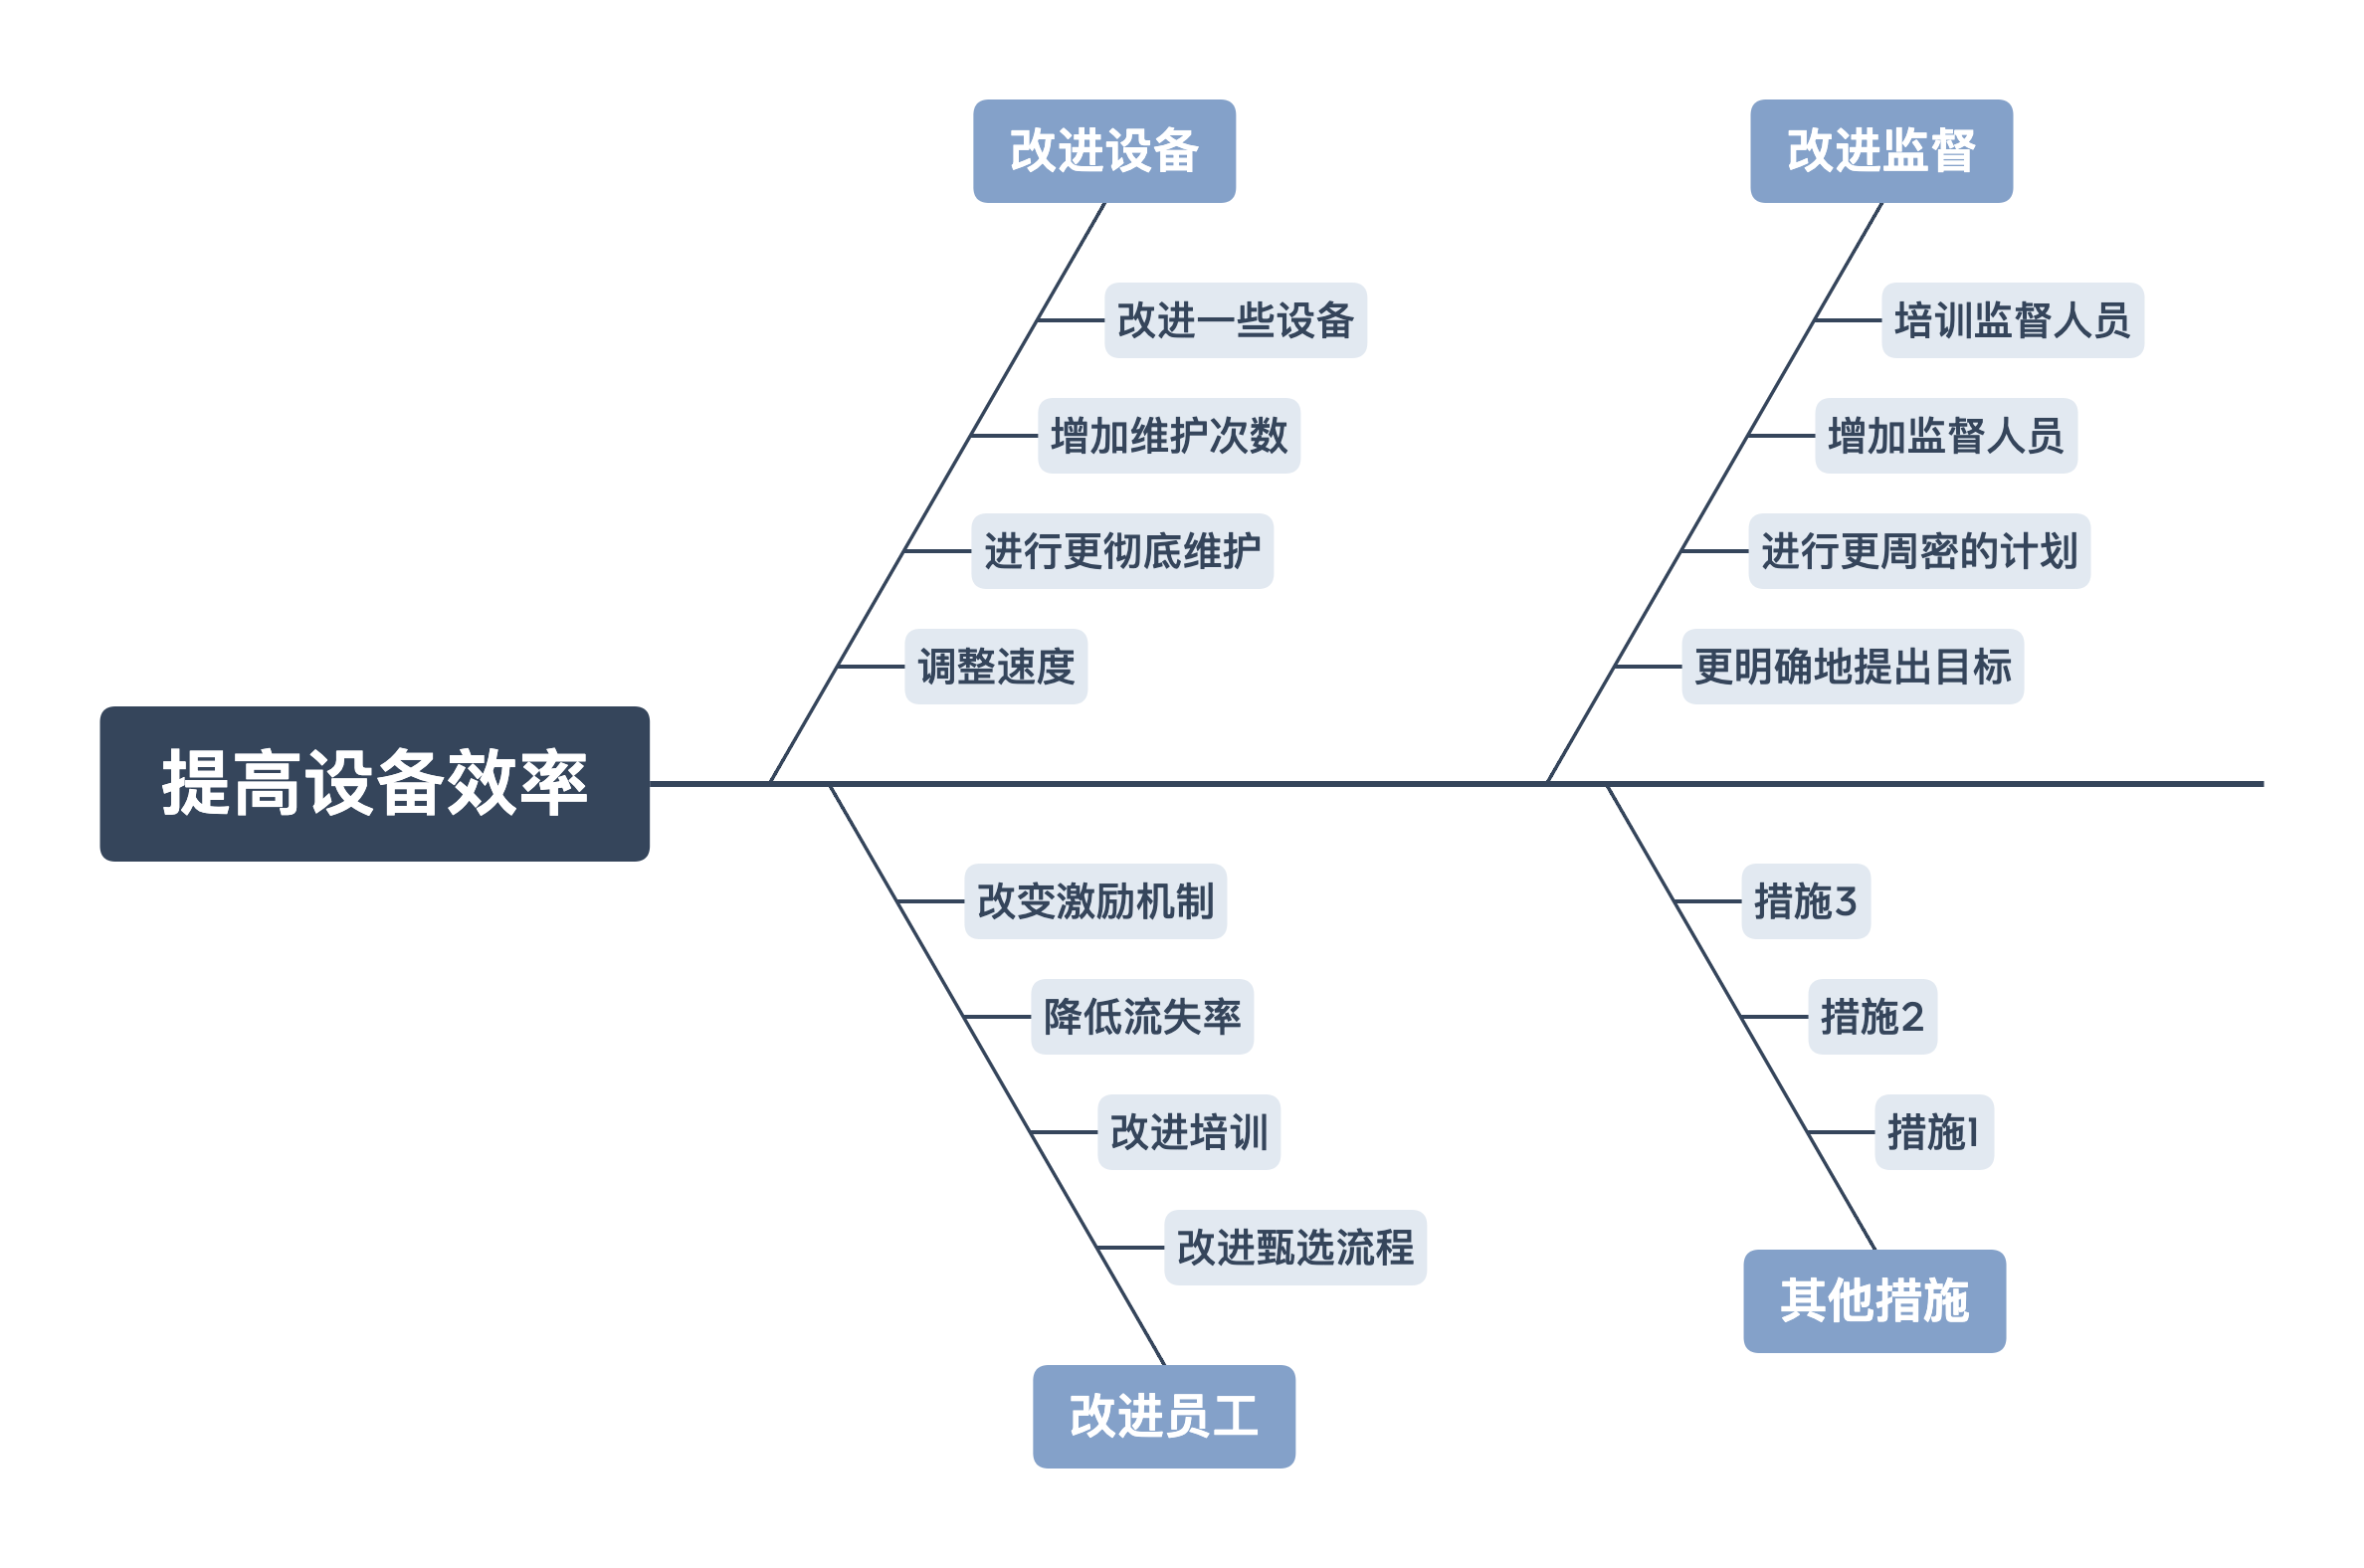 改进设备
改进监督
改进一些设备
培训监督人员
增加维护次数
增加监督人员
进行更彻底维护
进行更周密的计划
调整速度
更明确地提出目标
提高设备效率
改变激励机制
措施3
降低流失率
措施2
改进培训
措施1
改进甄选流程
其他措施
改进员工